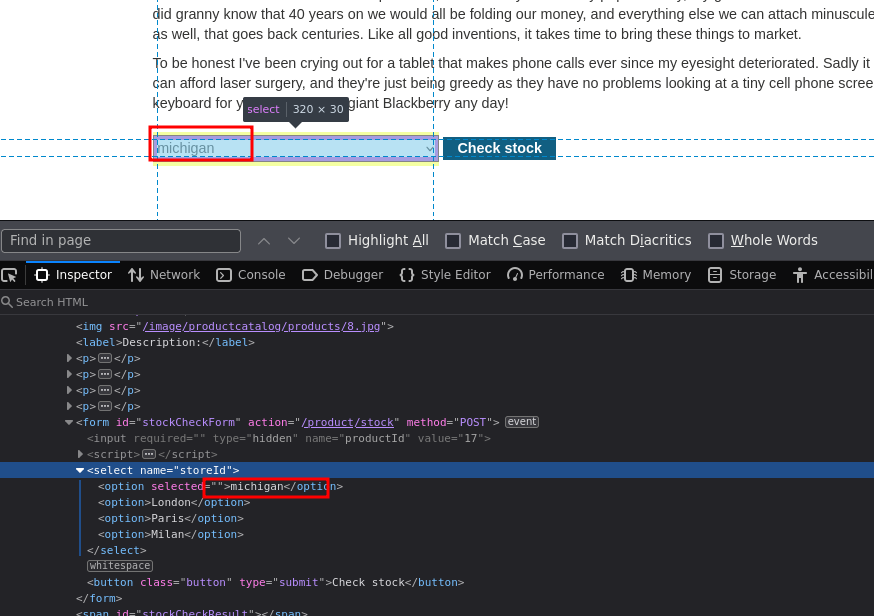 did granny know that 40 years on we would all be folding our money, and everything else we can attach minuscule
as well, that goes back centuries. Like all good inventions, it takes time to bring these things to market.
To be honest I've been crying out for a tablet that makes phone calls ever since my eyesight deteriorated. Sadly it
can afford laser surgery, and they're just being greedy as they have no problems looking at a tiny cell phone scree
keyboard for y giant Blackberry any day!
select 320 × 30
michigan Check stock
Find in page Highlight All Match Case Match Diacritics Whole Words
Inspector Network Console Debugger Style Editor Performance Memory Storage Accessibil
Search HTML
<img src="/image/productcatalog/products/8.jpg">
<label>Description:</label>
<p>···</p>
<p>···</p>
<p>···</p>
<p>···</p>
<form id="stockCheckForm" action="/product/stock" method="POST"> event
<input required="" type="hidden" name="productId" value="17">
<script>···</script>
<select name="storeId">
<option selected="">michigan</option>
<option>London</option>
<option>Paris</option>
<option>Milan</option>
</select>
whitespace
<button class="button" type="submit">Check stock</button>
</form>
<span id="stockCheckResult"></span>